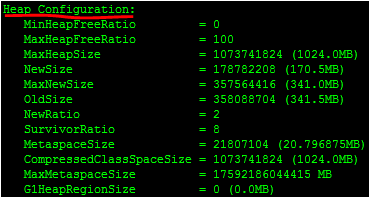 Heap Configuration:
MinHeapFreeRatio = 0
MaxHeapFreeRatio = 100
MaxHeapSize = 1073741824 (1024.0MB)
NewSize = 178782208 (170.5MB)
MaxNewSize = 357564416 (341.0MB)
OldSize = 358088704 (341.5MB)
NewRatio = 2
SurvivorRatio = 8
MetaspaceSize = 21807104 (20.796875MB)
CompressedClassSpaceSize = 1073741824 (1024.0MB)
MaxMetaspaceSize = 17592186044415 MB
G1HeapRegionSize = 0 (0.0MB)